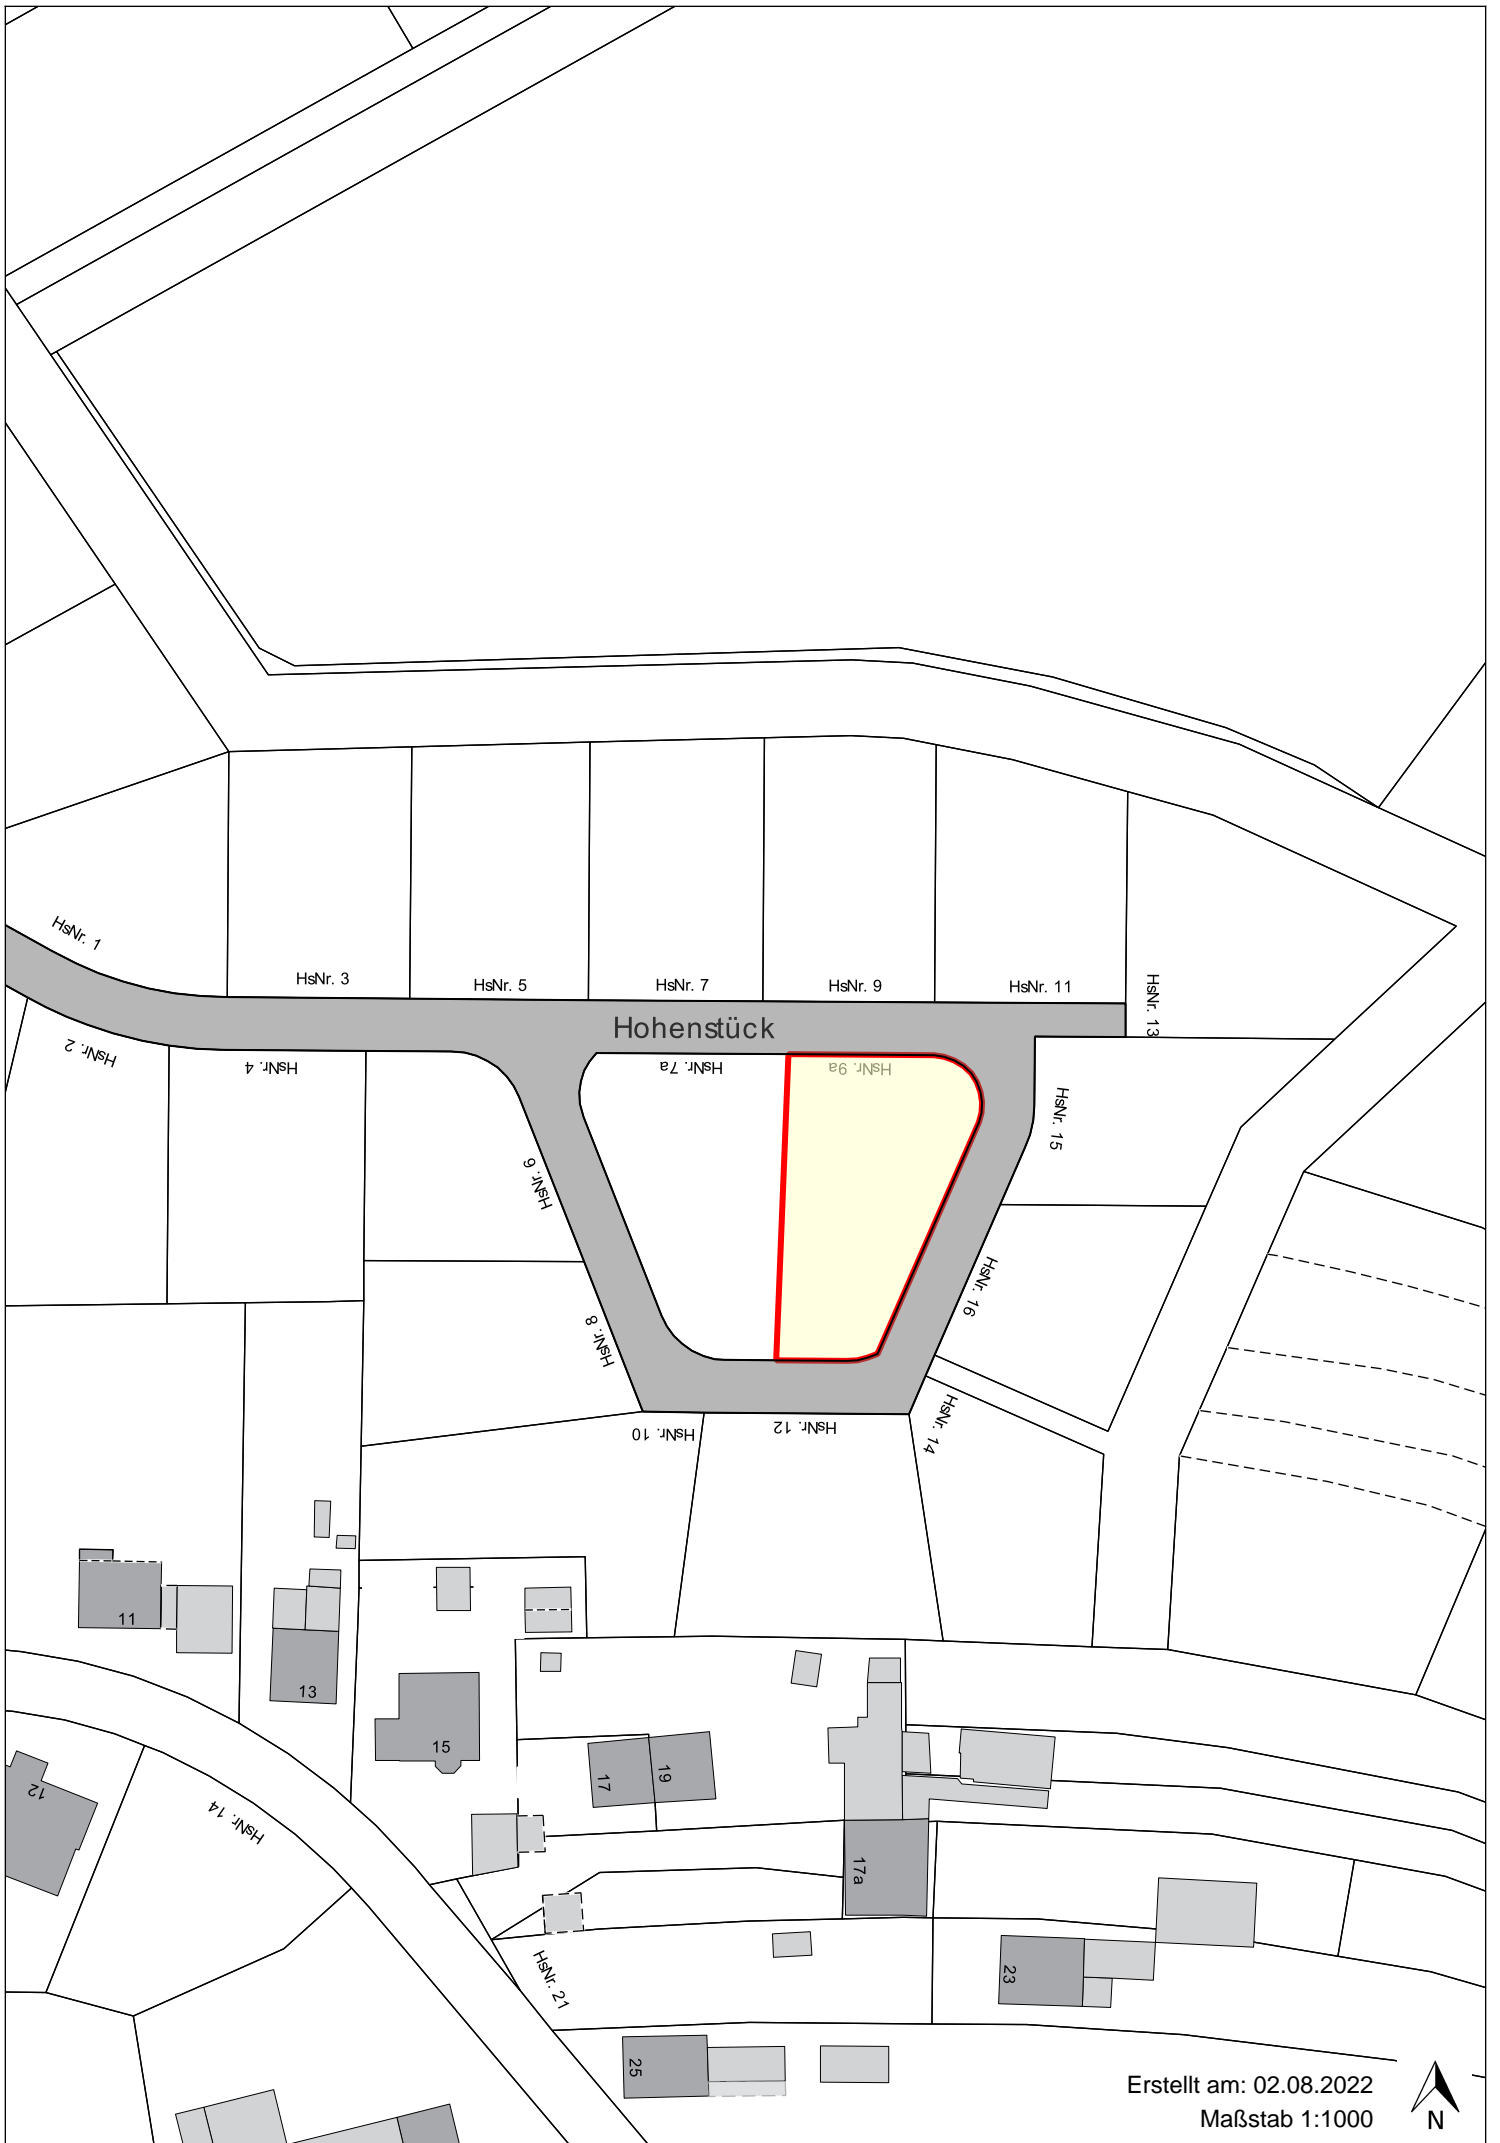 HsNr. 1
HsNr. 3
HsNr. 5
HsNr. 7
HsNr. 9
HsNr. 11
HsNr. 13
Hohenstück
HsNr. 2
HsNr. 4
HsNr. 7a
HsNr. 9a
HsNr. 15
HsNr. 6
HsNr. 16
HsNr. 8
HsNr. 10
HsNr. 12
HsNr. 14
11
13
15
17
19
12
HsNr. 14
17a
HsNr. 21
23
25
Erstellt am: 02.08.2022
Maßstab 1:1000
N